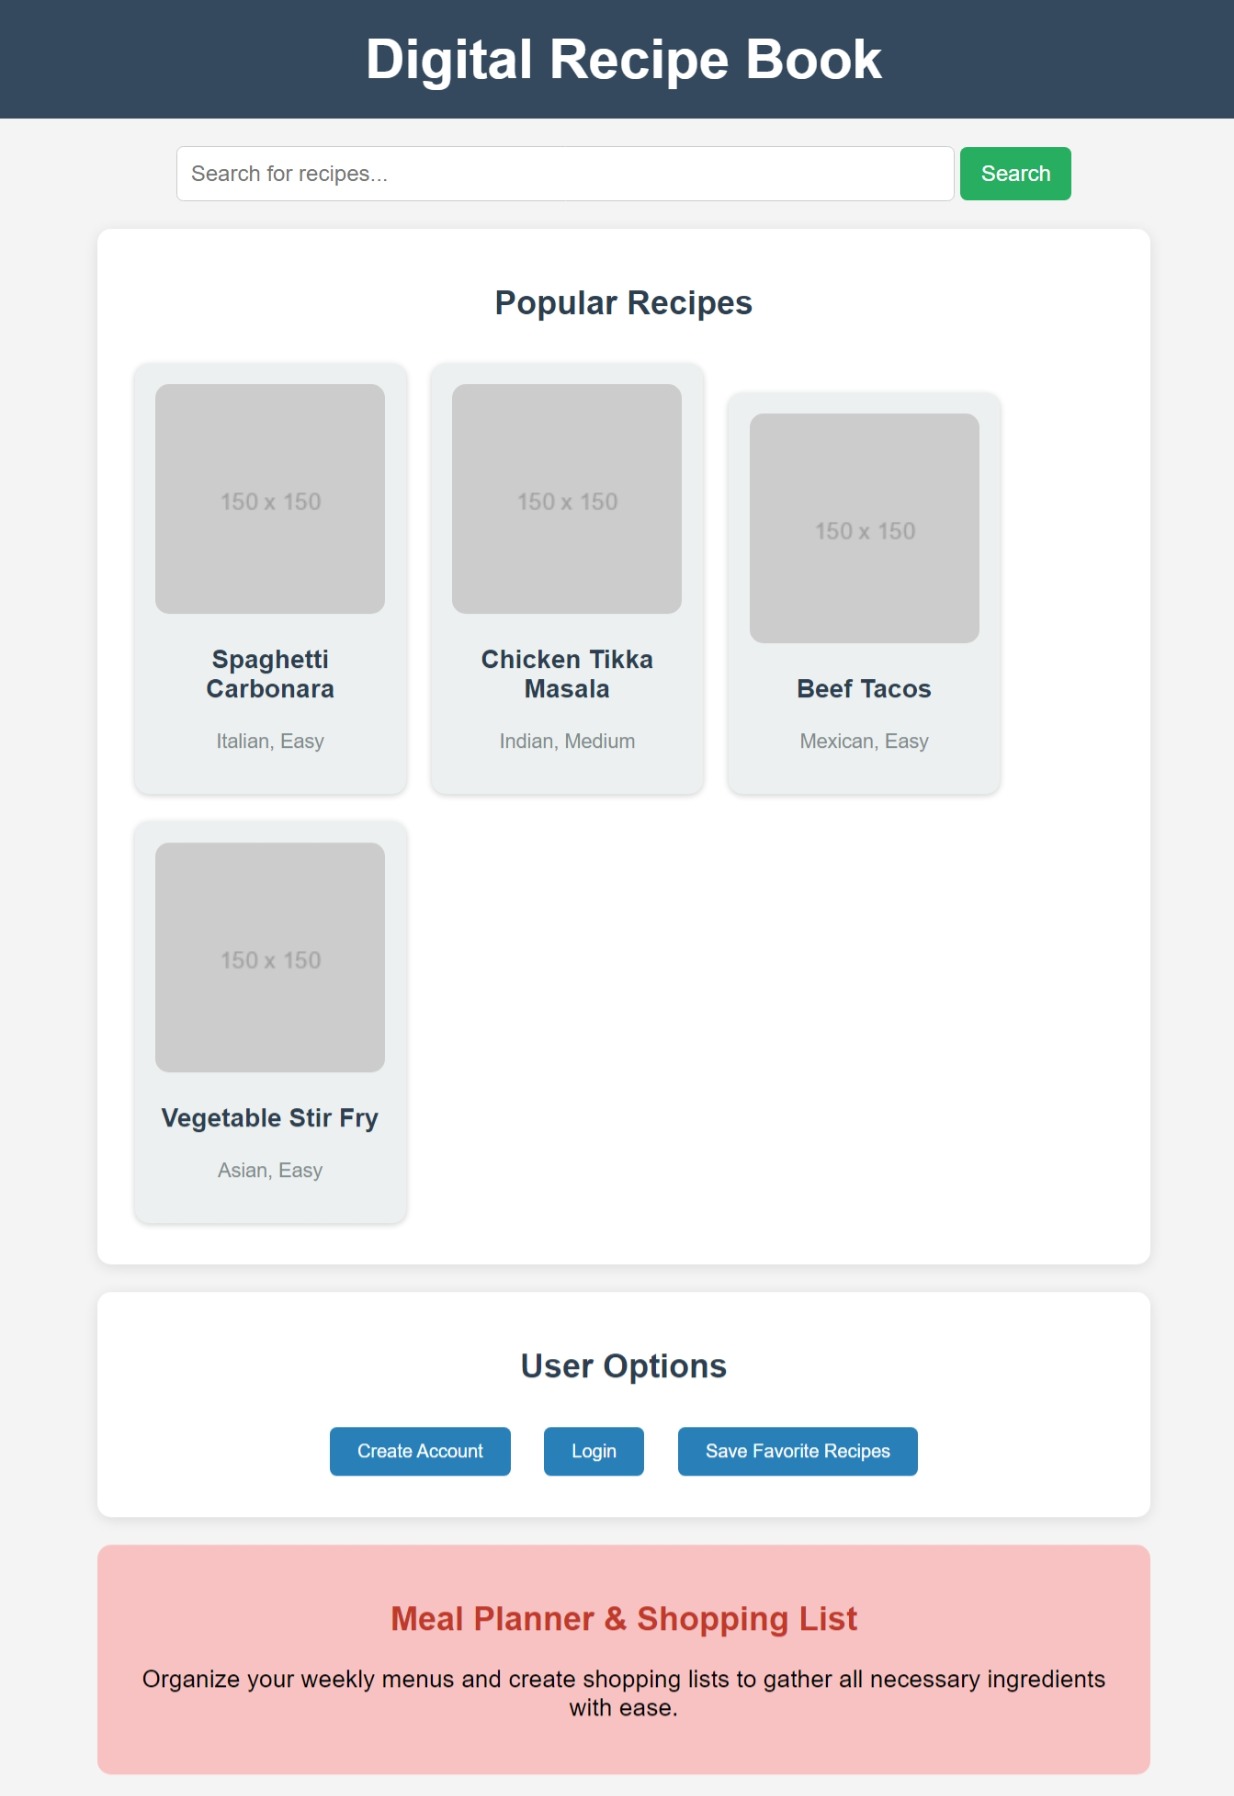 Digital Recipe Book
Search for recipes...
Search
Popular Recipes
150 x 150
Spaghetti
Carbonara
Italian, Easy
150 x 150
Chicken Tikka
Masala
Indian, Medium
150 x 150
Beef Tacos
Mexican, Easy
150 x 150
Vegetable Stir Fry
Asian, Easy
User Options
Create Account
Login
Save Favorite Recipes
Meal Planner & Shopping List
Organize your weekly menus and create shopping lists to gather all necessary ingredients
with ease.